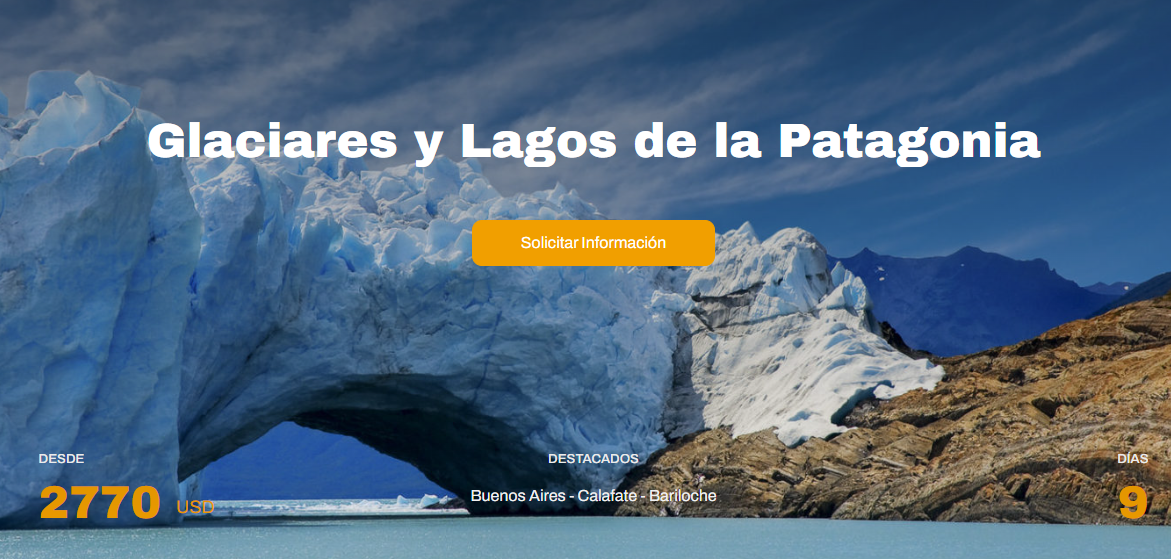 Glaciares y Lagos de la Patagonia
Solicitar Información
DESDE
2770 USD
DESTACADOS
Buenos Aires - Calafate - Bariloche
DÍAS
9